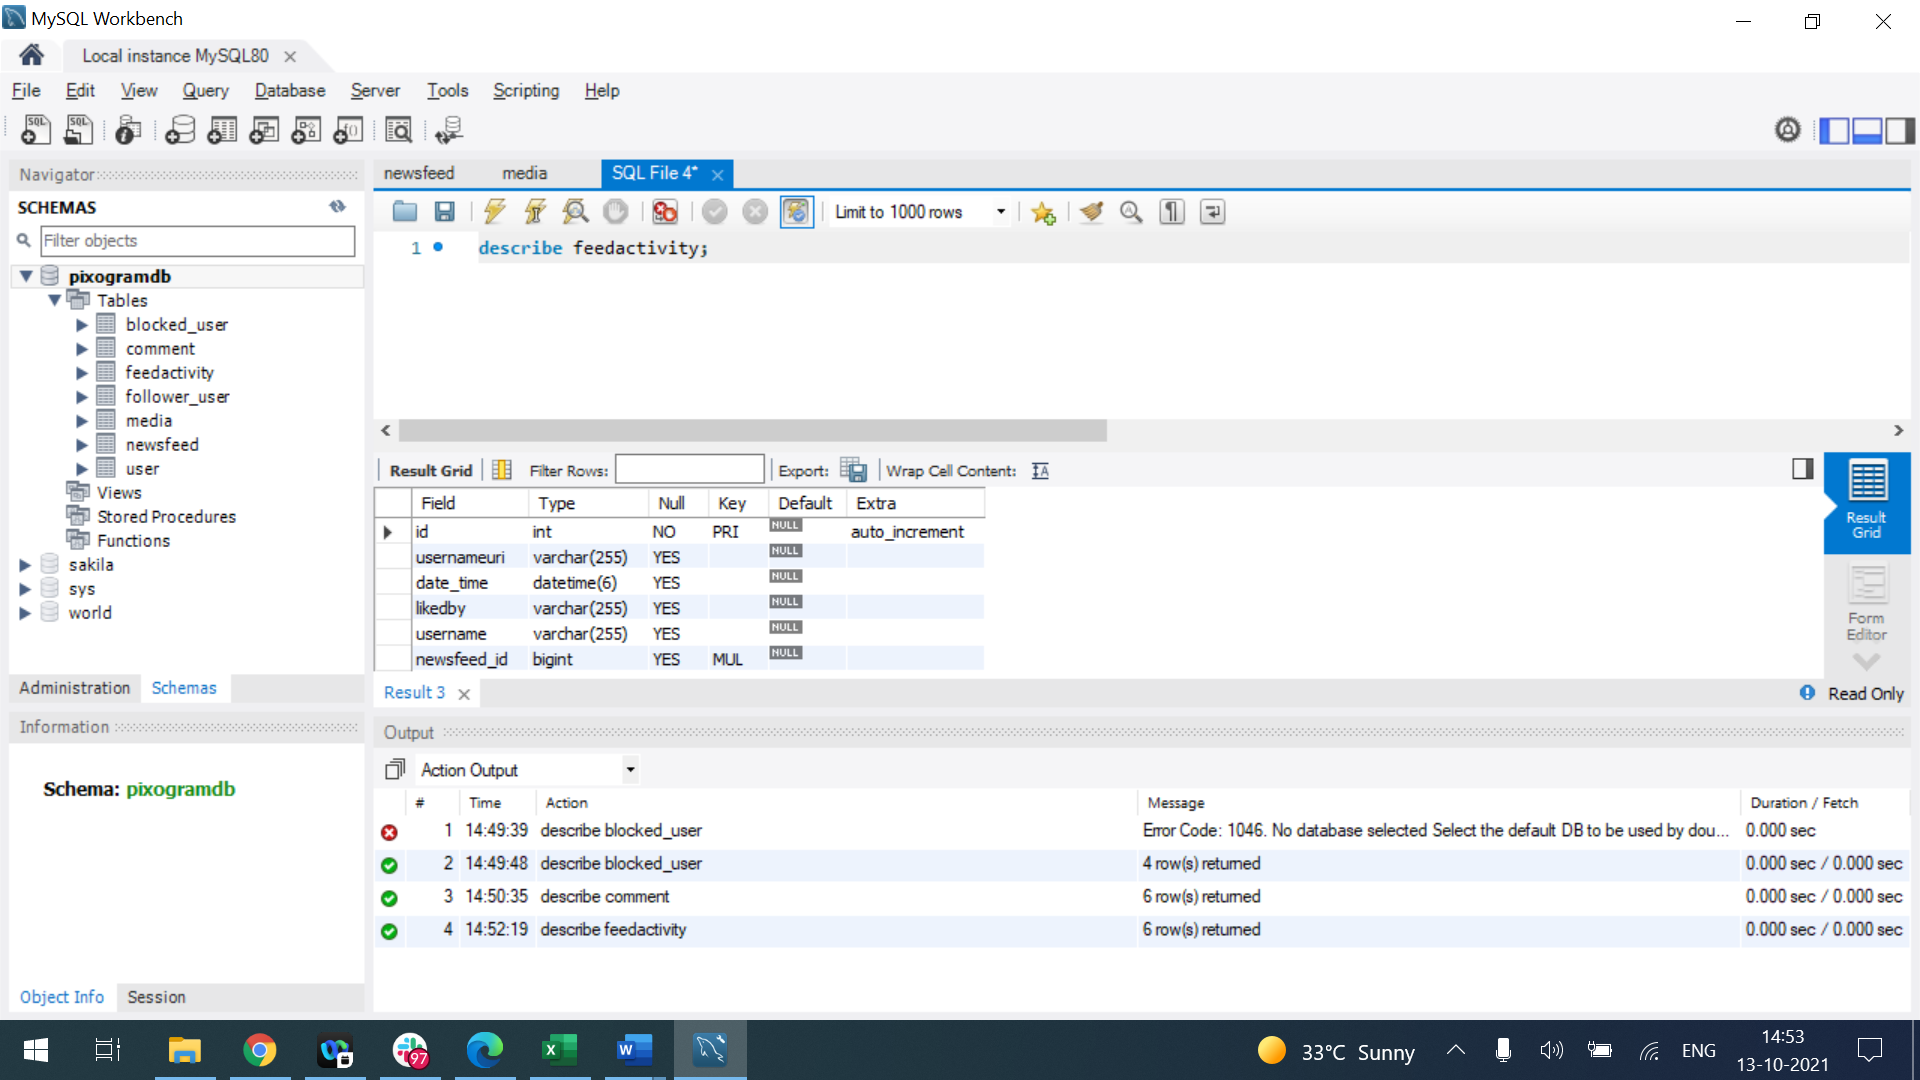 MySQL Workbench
Local instance MySQL80
File Edit View Query Database Server Tools Scripting Help
Navigator
SCHEMAS
Filter objects
pixogramdb
Tables
blocked_user
comment
feedactivity
follower_user
media
newsfeed
user
Views
Stored Procedures
Functions
sakila
sys
world
Administration Schemas
Information
Schema: pixogramdb
Object Info Session
newsfeed media SQL File 4*
Limit to 1000 rows
1 describe feedactivity;
Result Grid Filter Rows: Export: Wrap Cell Content:
Field Type Null Key Default Extra
id int NO PRI NULL auto_increment
usernameuri varchar(255) YES NULL
date_time datetime(6) YES NULL
likedby varchar(255) YES NULL
username varchar(255) YES NULL
newsfeed_id bigint YES MUL NULL
Result Grid
Form Editor
Result 3
Read Only
Output
Action Output
# Time Action Message Duration / Fetch
1 14:49:39 describe blocked_user Error Code: 1046. No database selected Select the default DB to be used by dou... 0.000 sec
2 14:49:48 describe blocked_user 4 row(s) returned 0.000 sec / 0.000 sec
3 14:50:35 describe comment 6 row(s) returned 0.000 sec / 0.000 sec
4 14:52:19 describe feedactivity 6 row(s) returned 0.000 sec / 0.000 sec
97
33°C Sunny
ENG
14:53
13-10-2021